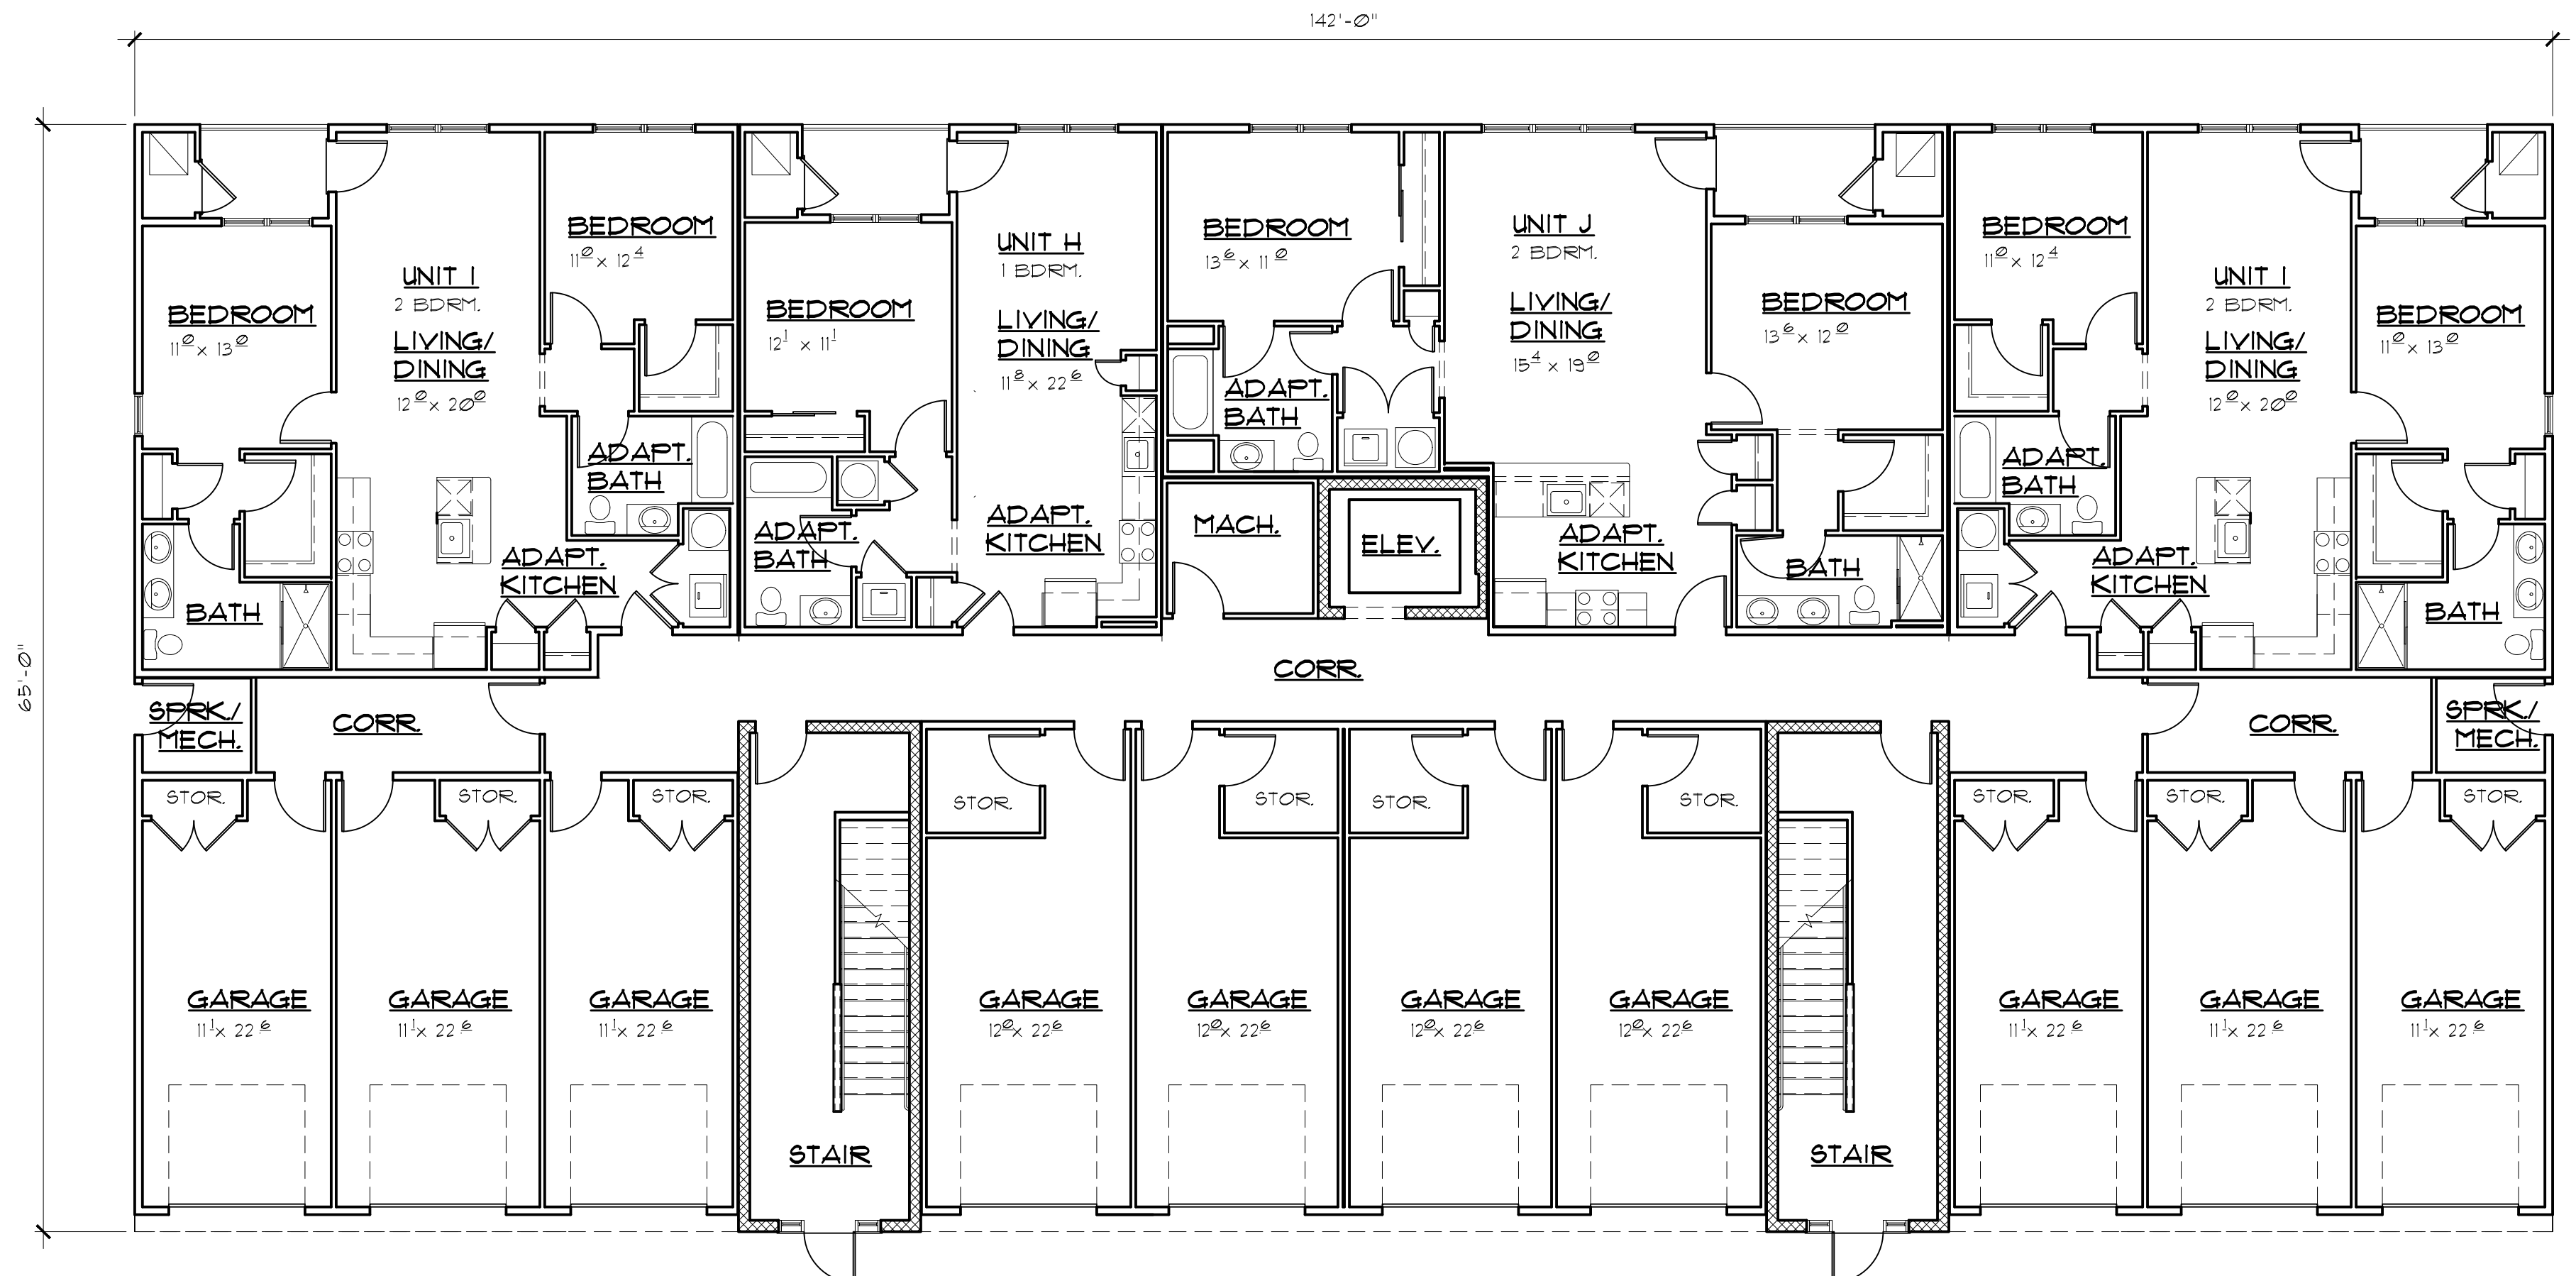 142'-0"
65'-0"
BEDROOM
11⁰ x 13⁰
UNIT I
2 BDRM.
LIVING/
DINING
12⁰ x 20⁰
BEDROOM
11⁰ x 12⁴
ADAPT.
BATH
ADAPT.
KITCHEN
BATH
BEDROOM
12¹ x 11¹
UNIT H
1 BDRM.
LIVING/
DINING
11⁸ x 22⁶
ADAPT.
BATH
ADAPT.
KITCHEN
BEDROOM
13⁶ x 11⁰
ADAPT.
BATH
MACH.
ELEV.
UNIT J
2 BDRM.
LIVING/
DINING
15⁴ x 19⁰
ADAPT.
KITCHEN
BEDROOM
13⁶ x 12⁰
BATH
BEDROOM
11⁰ x 12⁴
ADAPT.
BATH
UNIT I
2 BDRM.
LIVING/
DINING
12⁰ x 20⁰
ADAPT.
KITCHEN
BEDROOM
11⁰ x 13⁰
BATH
CORR.
SPRK./
MECH.
CORR.
CORR.
SPRK./
MECH.
STOR.
STOR.
STOR.
STOR.
STOR.
STOR.
STOR.
STOR.
STOR.
STOR.
GARAGE
11¹ x 22⁶
GARAGE
11¹ x 22⁶
GARAGE
11¹ x 22⁶
GARAGE
12⁰ x 22⁶
GARAGE
12⁰ x 22⁶
GARAGE
12⁰ x 22⁶
GARAGE
12⁰ x 22⁶
GARAGE
11¹ x 22⁶
GARAGE
11¹ x 22⁶
GARAGE
11¹ x 22⁶
STAIR
STAIR